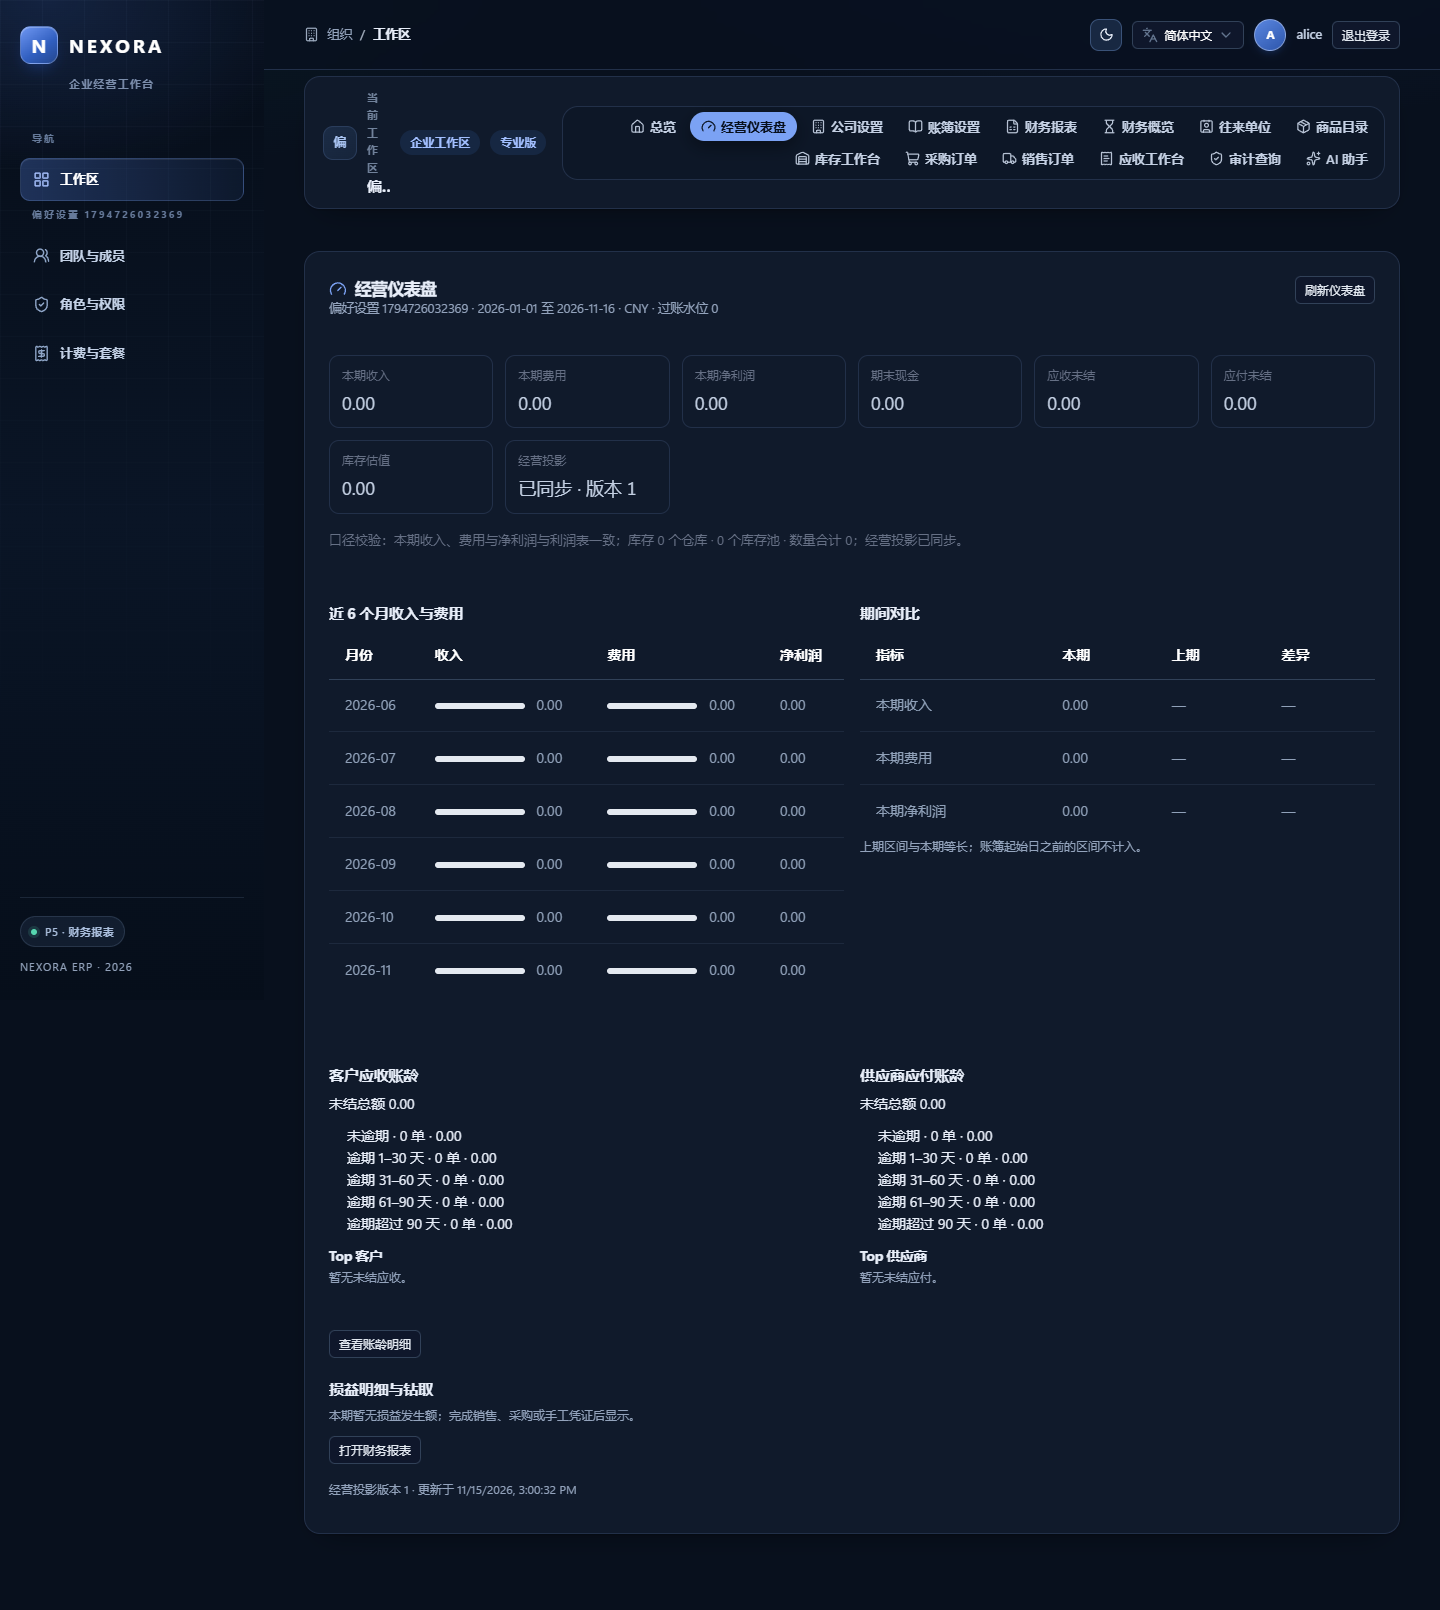 N NEXORA
企业经营工作台
导航
工作区
偏好设置 1794726032369
团队与成员
角色与权限
计费与套餐
P5 · 财务报表
NEXORA ERP · 2026
组织 / 工作区
简体中文
A alice
退出登录
偏
当前工作区
偏..
企业工作区
专业版
总览 经营仪表盘 公司设置 账簿设置 财务报表 财务概览 往来单位 商品目录
库存工作台 采购订单 销售订单 应收工作台 审计查询 AI 助手
经营仪表盘
偏好设置 1794726032369 · 2026-01-01 至 2026-11-16 · CNY · 过账水位 0
刷新仪表盘
本期收入 本期费用 本期净利润 期末现金 应收未结 应付未结
0.00 0.00 0.00 0.00 0.00 0.00
库存估值 经营投影
0.00 已同步 · 版本 1
口径校验：本期收入、费用与净利润与利润表一致；库存 0 个仓库 · 0 个库存池 · 数量合计 0；经营投影已同步。
近 6 个月收入与费用
月份 收入 费用 净利润
2026-06 0.00 0.00 0.00
2026-07 0.00 0.00 0.00
2026-08 0.00 0.00 0.00
2026-09 0.00 0.00 0.00
2026-10 0.00 0.00 0.00
2026-11 0.00 0.00 0.00
期间对比
指标 本期 上期 差异
本期收入 0.00 — —
本期费用 0.00 — —
本期净利润 0.00 — —
上期区间与本期等长；账簿起始日之前的区间不计入。
客户应收账龄
未结总额 0.00
未逾期 · 0 单 · 0.00
逾期 1–30 天 · 0 单 · 0.00
逾期 31–60 天 · 0 单 · 0.00
逾期 61–90 天 · 0 单 · 0.00
逾期超过 90 天 · 0 单 · 0.00
Top 客户
暂无未结应收。
供应商应付账龄
未结总额 0.00
未逾期 · 0 单 · 0.00
逾期 1–30 天 · 0 单 · 0.00
逾期 31–60 天 · 0 单 · 0.00
逾期 61–90 天 · 0 单 · 0.00
逾期超过 90 天 · 0 单 · 0.00
Top 供应商
暂无未结应付。
查看账龄明细
损益明细与钻取
本期暂无损益发生额；完成销售、采购或手工凭证后显示。
打开财务报表
经营投影版本 1 · 更新于 11/15/2026, 3:00:32 PM